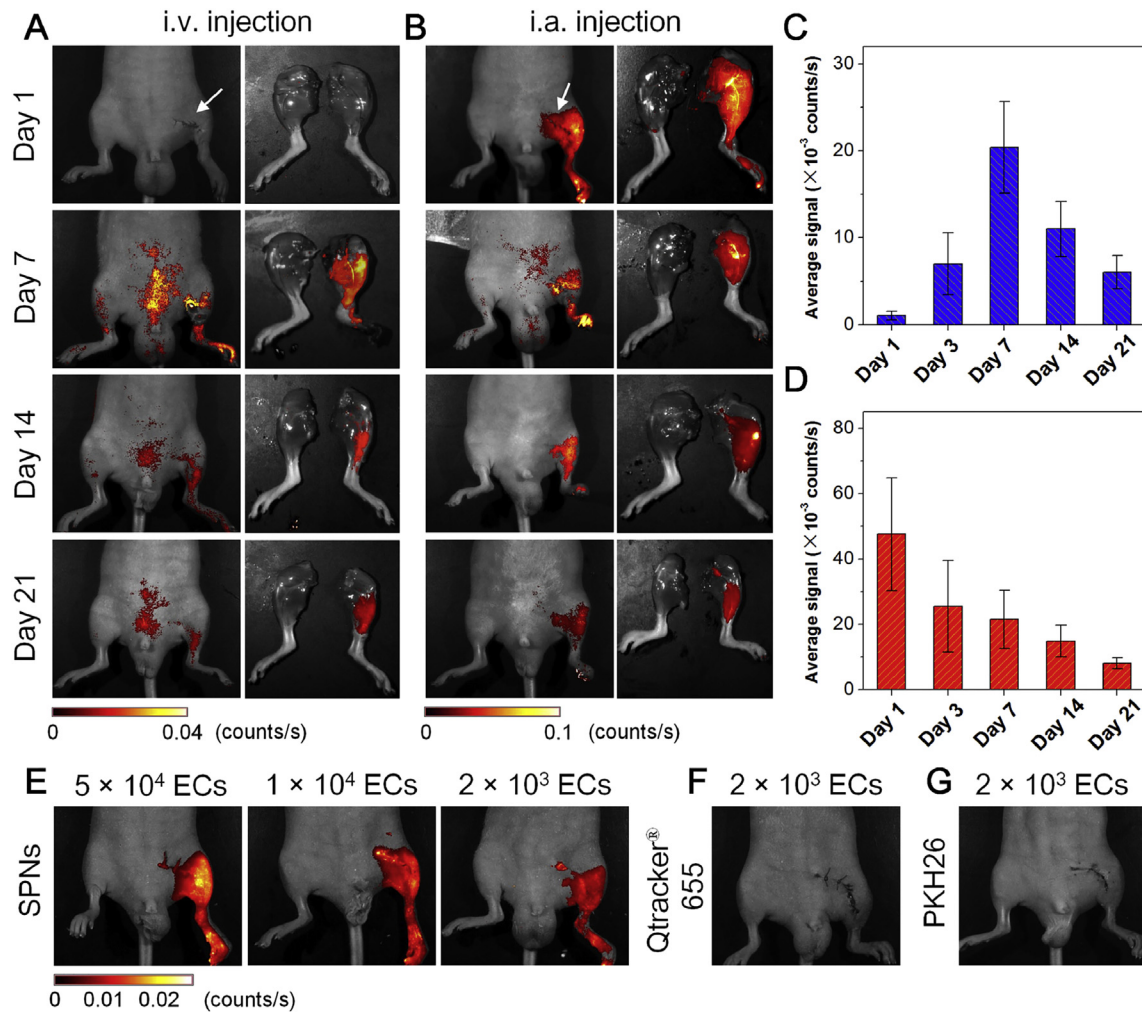 A i.v. injection
B i.a. injection
Day 1
Day 7
Day 14
Day 21
0 0.04 (counts/s)
0 0.1 (counts/s)
C
Average signal (×10⁻³ counts/s)
30
20
10
0
Day 1 Day 3 Day 7 Day 14 Day 21
D
Average signal (×10⁻³ counts/s)
80
60
40
20
0
Day 1 Day 3 Day 7 Day 14 Day 21
E 5 × 10⁴ ECs 1 × 10⁴ ECs 2 × 10³ ECs
SPNs
0 0.01 0.02 (counts/s)
F 2 × 10³ ECs
Qtracker®
655
G 2 × 10³ ECs
PKH26